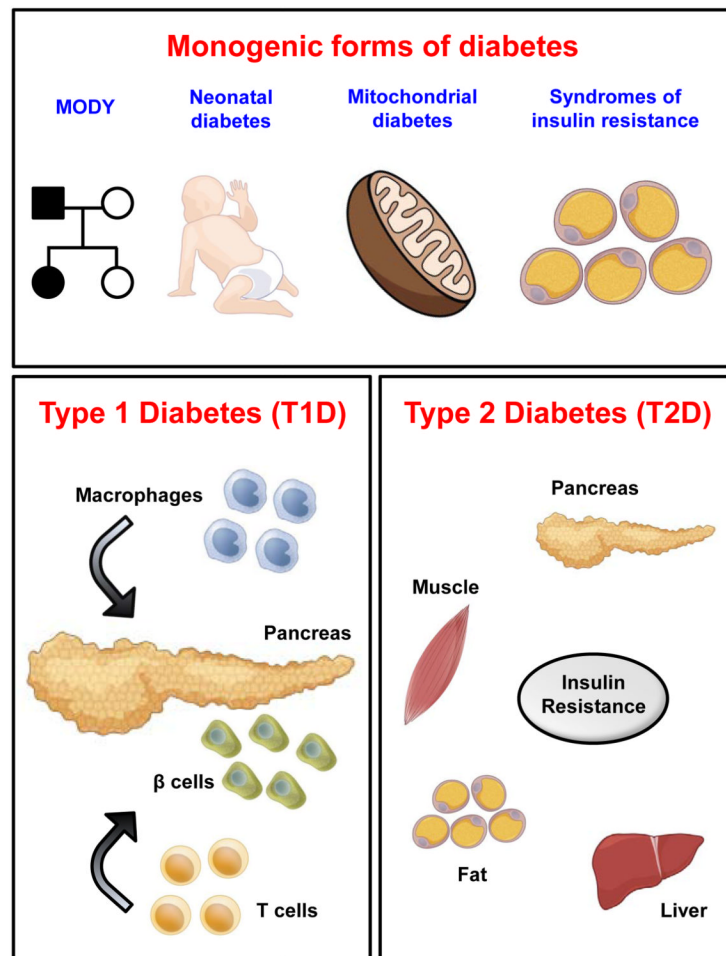 Monogenic forms of diabetes
MODY
Neonatal
diabetes
Mitochondrial
diabetes
Syndromes of
insulin resistance
Type 1 Diabetes (T1D)
Macrophages
Pancreas
β cells
T cells
Type 2 Diabetes (T2D)
Pancreas
Muscle
Insulin
Resistance
Fat
Liver